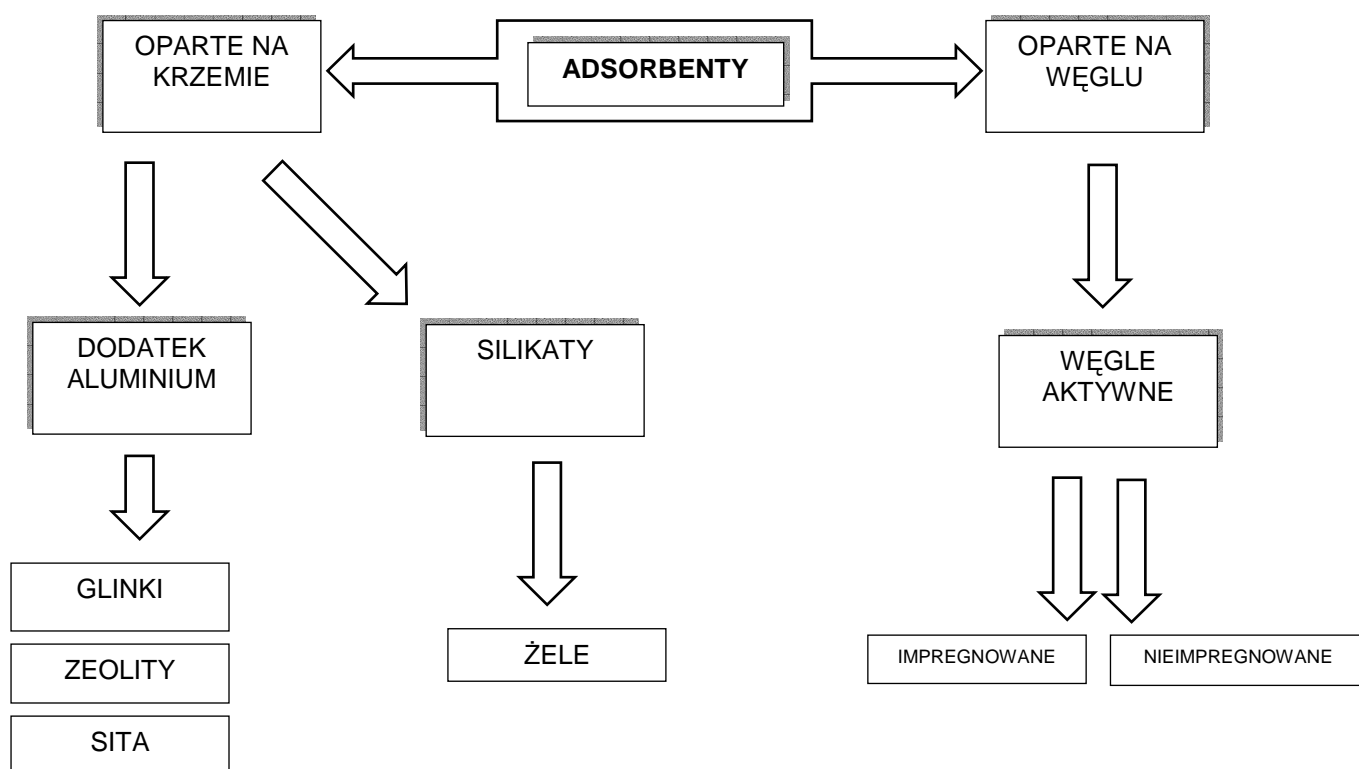 OPARTE NA
KRZEMIE
ADSORBENTY
OPARTE NA
WĘGLU
DODATEK
ALUMINIUM
SILIKATY
WĘGLE
AKTYWNE
GLINKI
ZEOLITY
SITA
ŻELE
IMPREGNOWANE
NIEIMPREGNOWANE